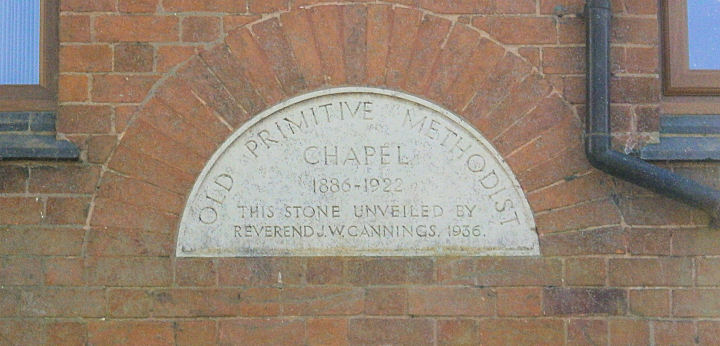 OLD PRIMITIVE METHODIST
CHAPEL
1886-1922
THIS STONE UNVEILED BY
REVEREND J.W. CANNINGS. 1936.